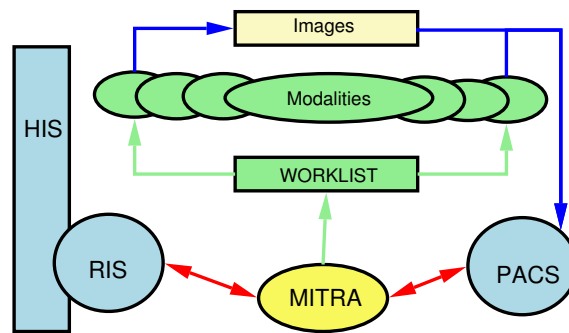 Images
Modalities
HIS
WORKLIST
RIS
MITRA
PACS